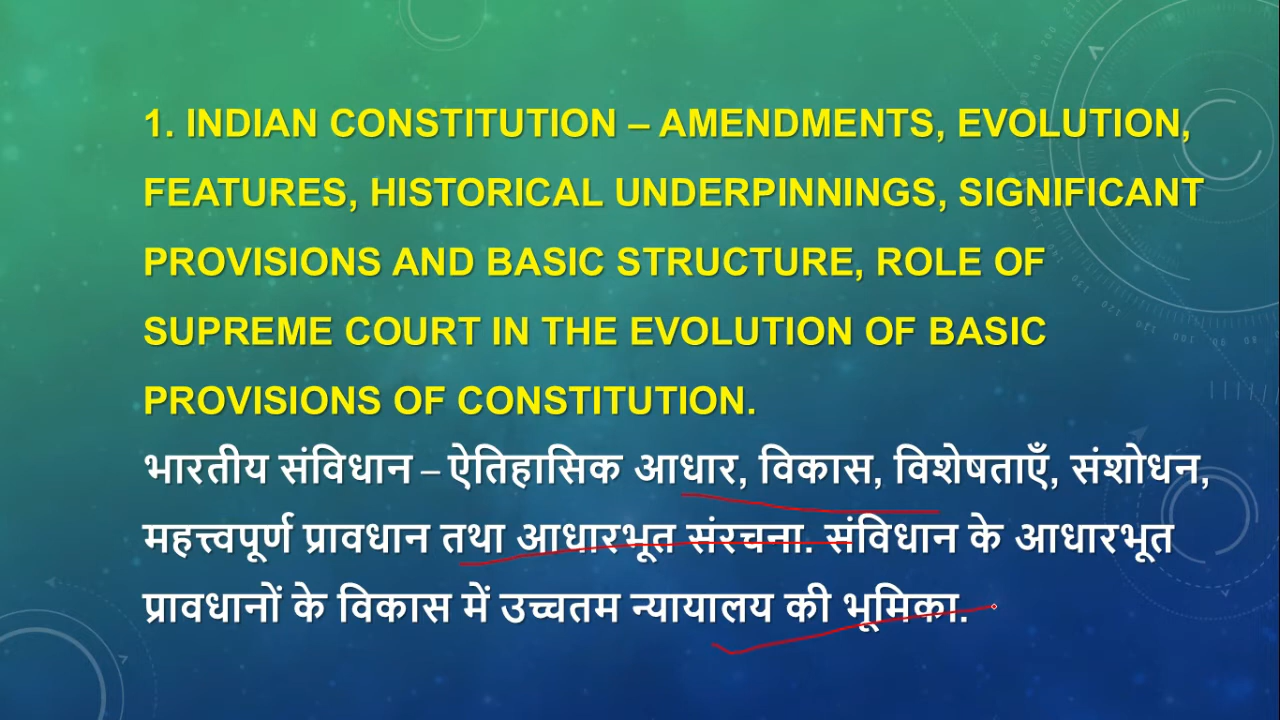 1. INDIAN CONSTITUTION – AMENDMENTS, EVOLUTION,
FEATURES, HISTORICAL UNDERPINNINGS, SIGNIFICANT
PROVISIONS AND BASIC STRUCTURE, ROLE OF
SUPREME COURT IN THE EVOLUTION OF BASIC
PROVISIONS OF CONSTITUTION.
भारतीय संविधान – ऐतिहासिक आधार, विकास, विशेषताएँ, संशोधन,
महत्त्वपूर्ण प्रावधान तथा आधारभूत संरचना. संविधान के आधारभूत
प्रावधानों के विकास में उच्चतम न्यायालय की भूमिका.